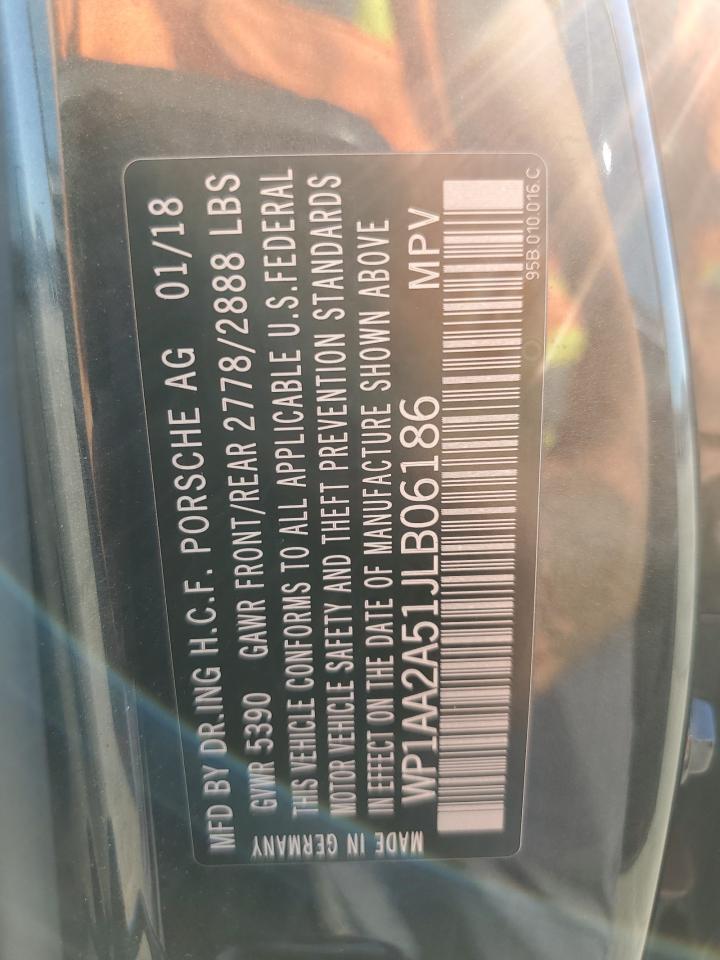 MFD BY DR.ING H.C.F. PORSCHE AG 01/18
GVWR 5390 GAWR FRONT/REAR 2778/2888 LBS
THIS VEHICLE CONFORMS TO ALL APPLICABLE U.S.FEDERAL
MOTOR VEHICLE SAFETY AND THEFT PREVENTION STANDARDS
IN EFFECT ON THE DATE OF MANUFACTURE SHOWN ABOVE
WP1AA2A51JLB06186 MPV
MADE IN GERMANY
95B.010.016.C